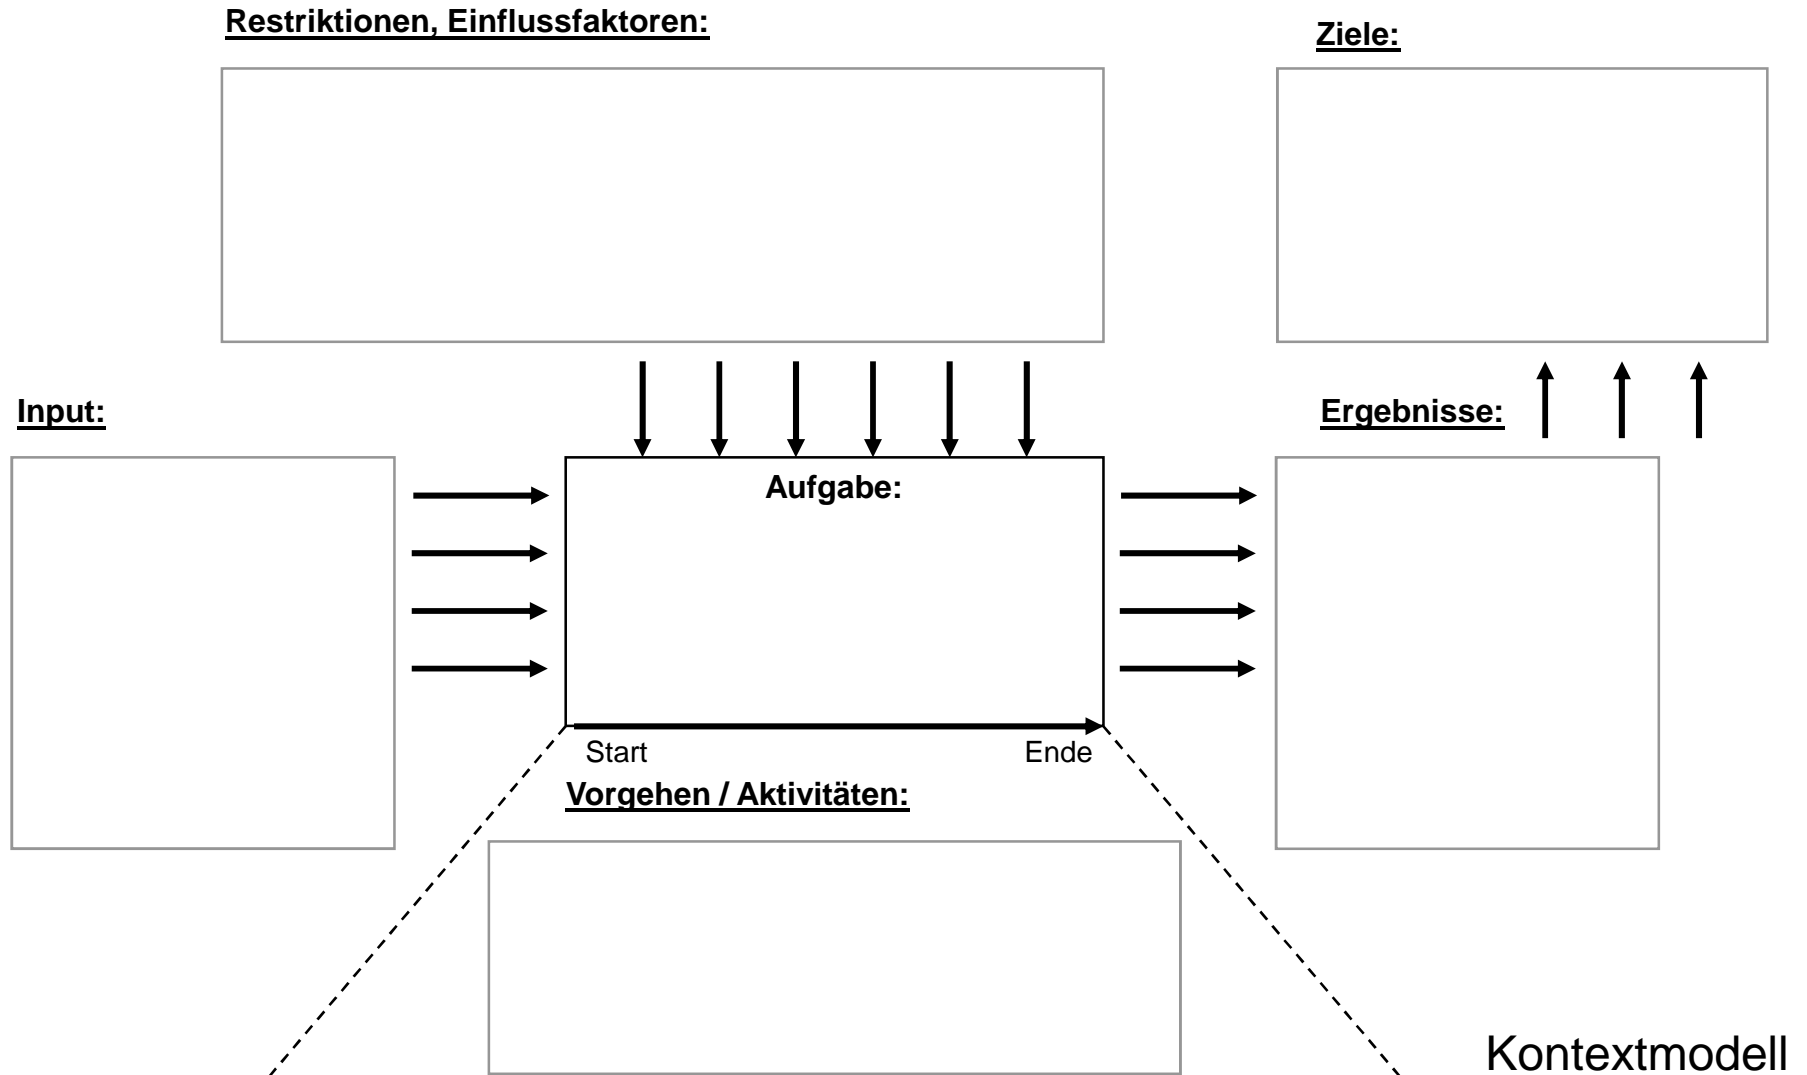 Restriktionen, Einflussfaktoren:
Ziele:
Input:
Ergebnisse:
Aufgabe:
Start
Ende
Vorgehen / Aktivitäten:
Kontextmodell